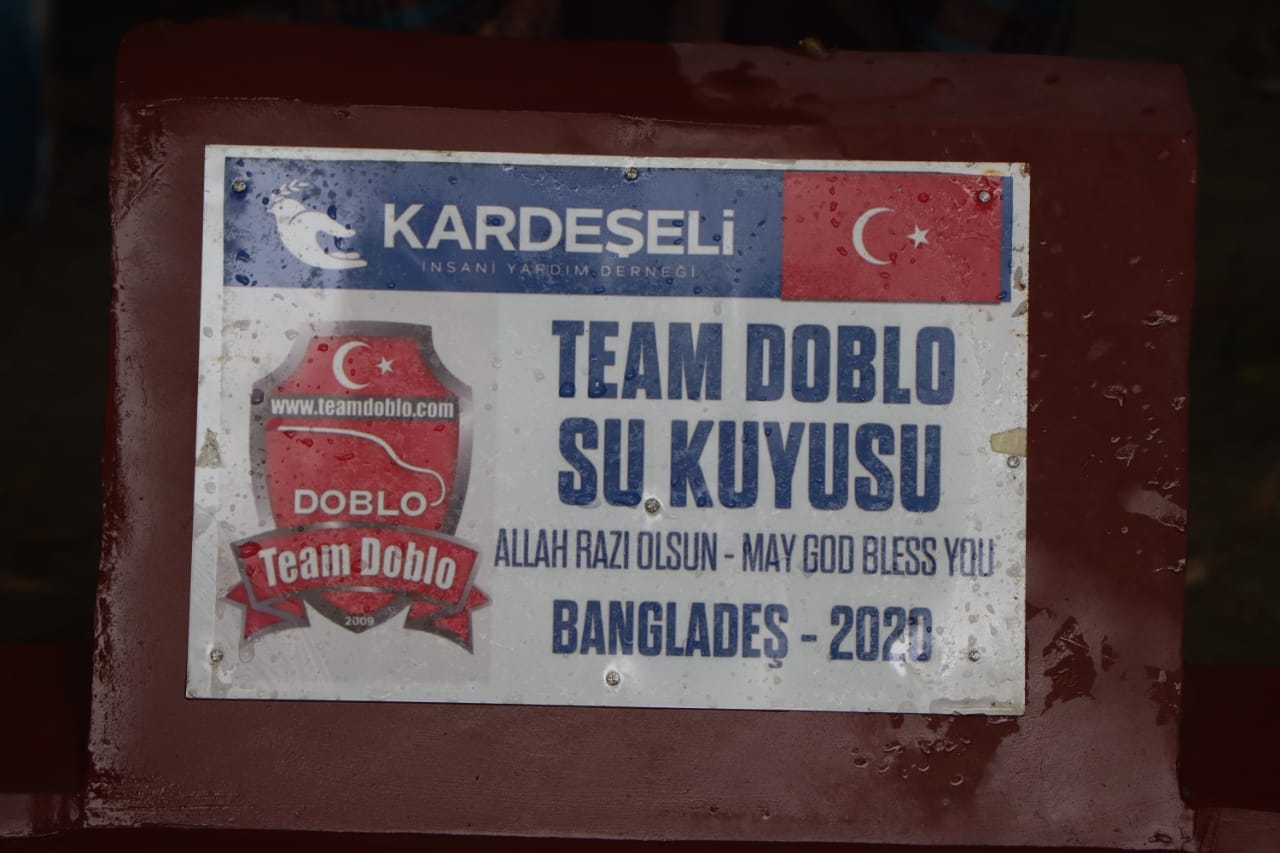 KARDEŞELİ
İNSANİ YARDIM DERNEĞİ
www.teamdoblo.com
DOBLO
Team Doblo
2009
TEAM DOBLO
SU KUYUSU
ALLAH RAZI OLSUN - MAY GOD BLESS YOU
BANGLADEŞ - 2020